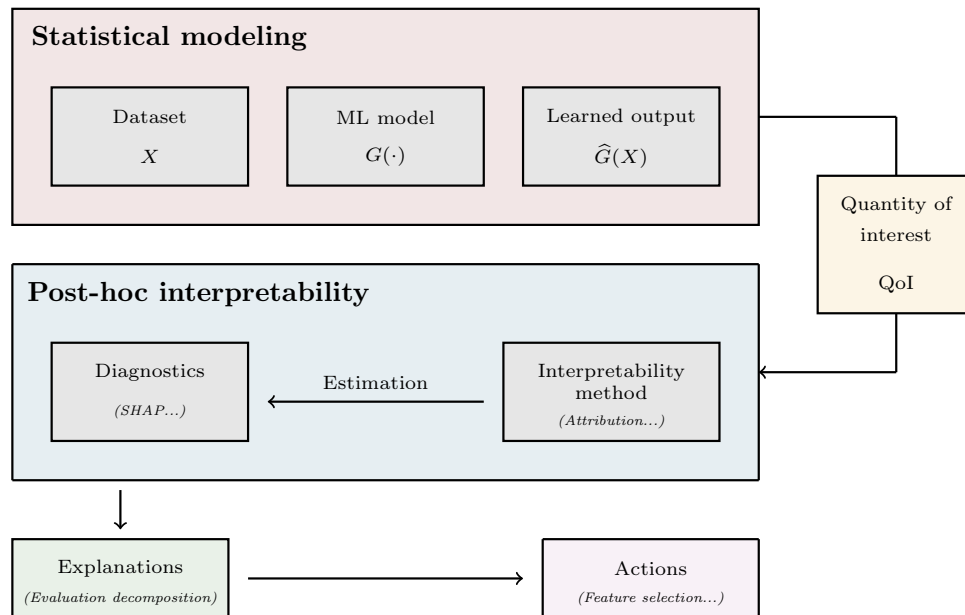 Statistical modeling
Dataset
X
ML model
G(·)
Learned output
Ĝ(X)
Quantity of
interest
QoI
Post-hoc interpretability
Diagnostics
(SHAP...)
Estimation
Interpretability
method
(Attribution...)
Explanations
(Evaluation decomposition)
Actions
(Feature selection...)